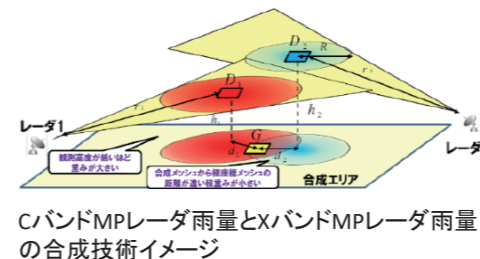 D₂
R
r₂
D₁
r₁
h₁
h₂
レーダ1
レーダ
G
d₁
d₂
観測高度が低いほど
重みが大きい
合成メッシュから極座標メッシュの
距離が遠い程重みが小さい
合成エリア
CバンドMPレーダ雨量とXバンドMPレーダ雨量
の合成技術イメージ